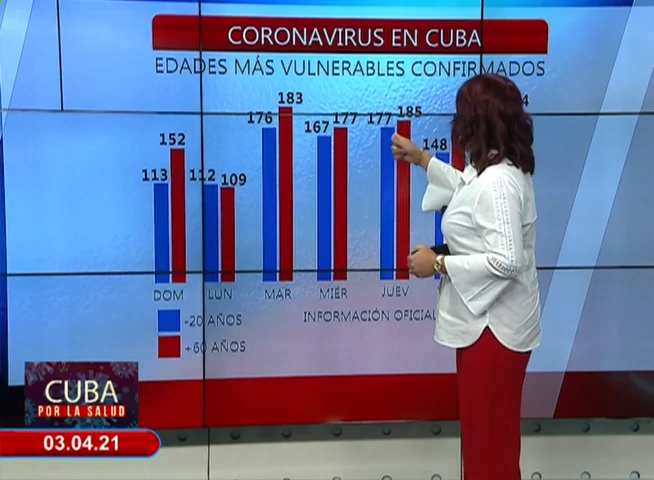 CORONAVIRUS EN CUBA
EDADES MÁS VULNERABLES CONFIRMADOS
113 152 112 109 176 183 167 177 177 185 148 4
DOM LUN MAR MIÉR JUEV
-20 AÑOS
INFORMACIÓN OFICIAL
+60 AÑOS
CUBA
POR LA SALUD
03.04.21